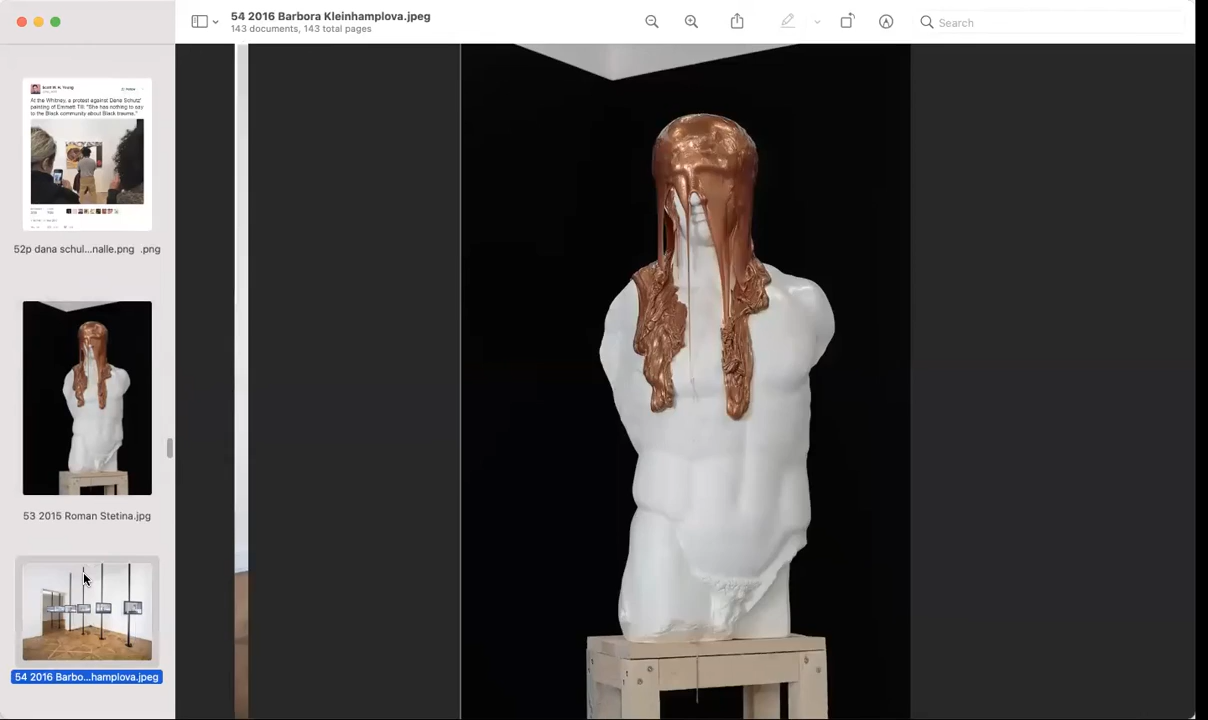 54 2016 Barbora Kleinhamplova.jpeg
143 documents, 143 total pages
Search
At the Whitney, a protest against Dana Schutz'
painting of Emmett Till: "She has nothing to say
to the Black community about Black trauma."
52p dana schul...nalle.png .png
53 2015 Roman Stetina.jpg
54 2016 Barbo...hamplova.jpeg